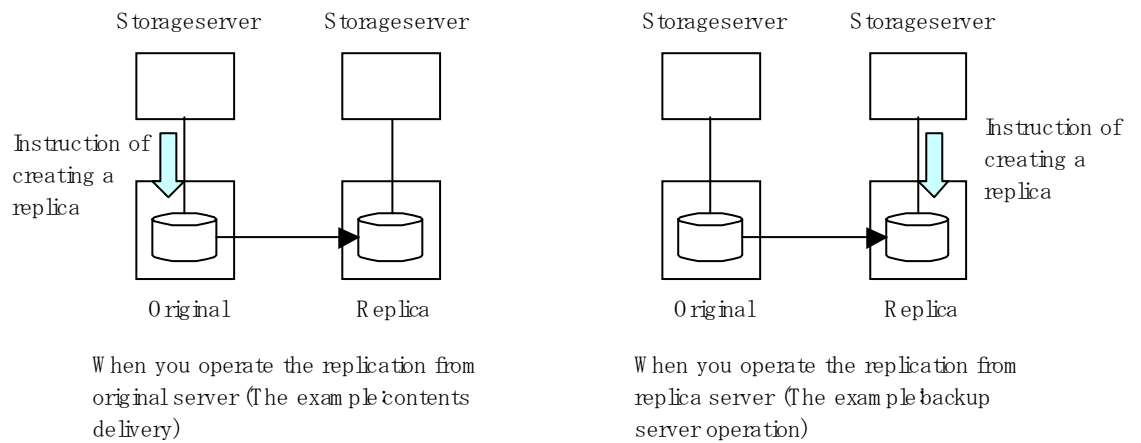 Storageserver
Storageserver
Instruction of
creating a
replica
Original
Replica
When you operate the replication from
original server (The example:contents
delivery)
Storageserver
Storageserver
Instruction of
creating a
replica
Original
Replica
When you operate the replication from
replica server (The example:backup
server operation)